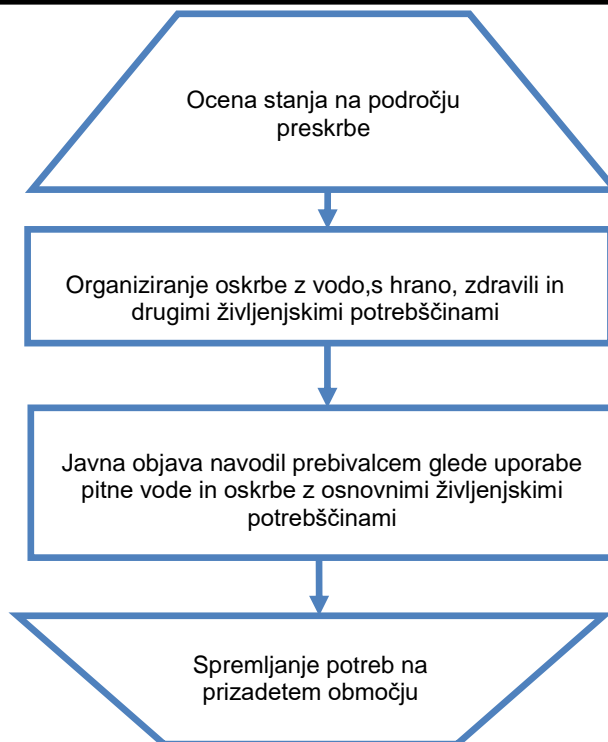 Ocena stanja na področju
preskrbe
Organiziranje oskrbe z vodo,s hrano, zdravili in
drugimi življenjskimi potrebščinami
Javna objava navodil prebivalcem glede uporabe
pitne vode in oskrbe z osnovnimi življenjskimi
potrebščinami
Spremljanje potreb na
prizadetem območju